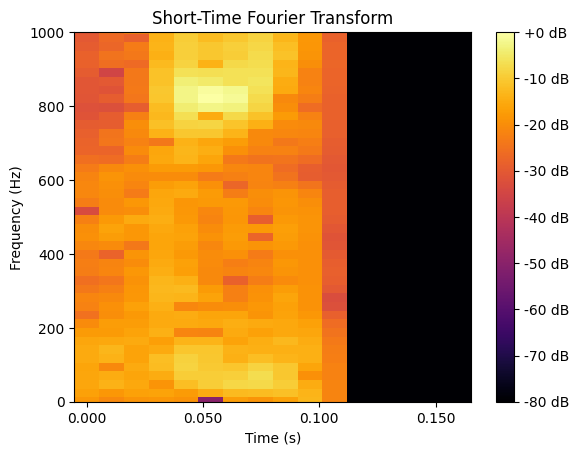 Short-Time Fourier Transform
1000
800
600
400
200
0
Frequency (Hz)
0.000
0.050
0.100
0.150
Time (s)
+0 dB
-10 dB
-20 dB
-30 dB
-40 dB
-50 dB
-60 dB
-70 dB
-80 dB